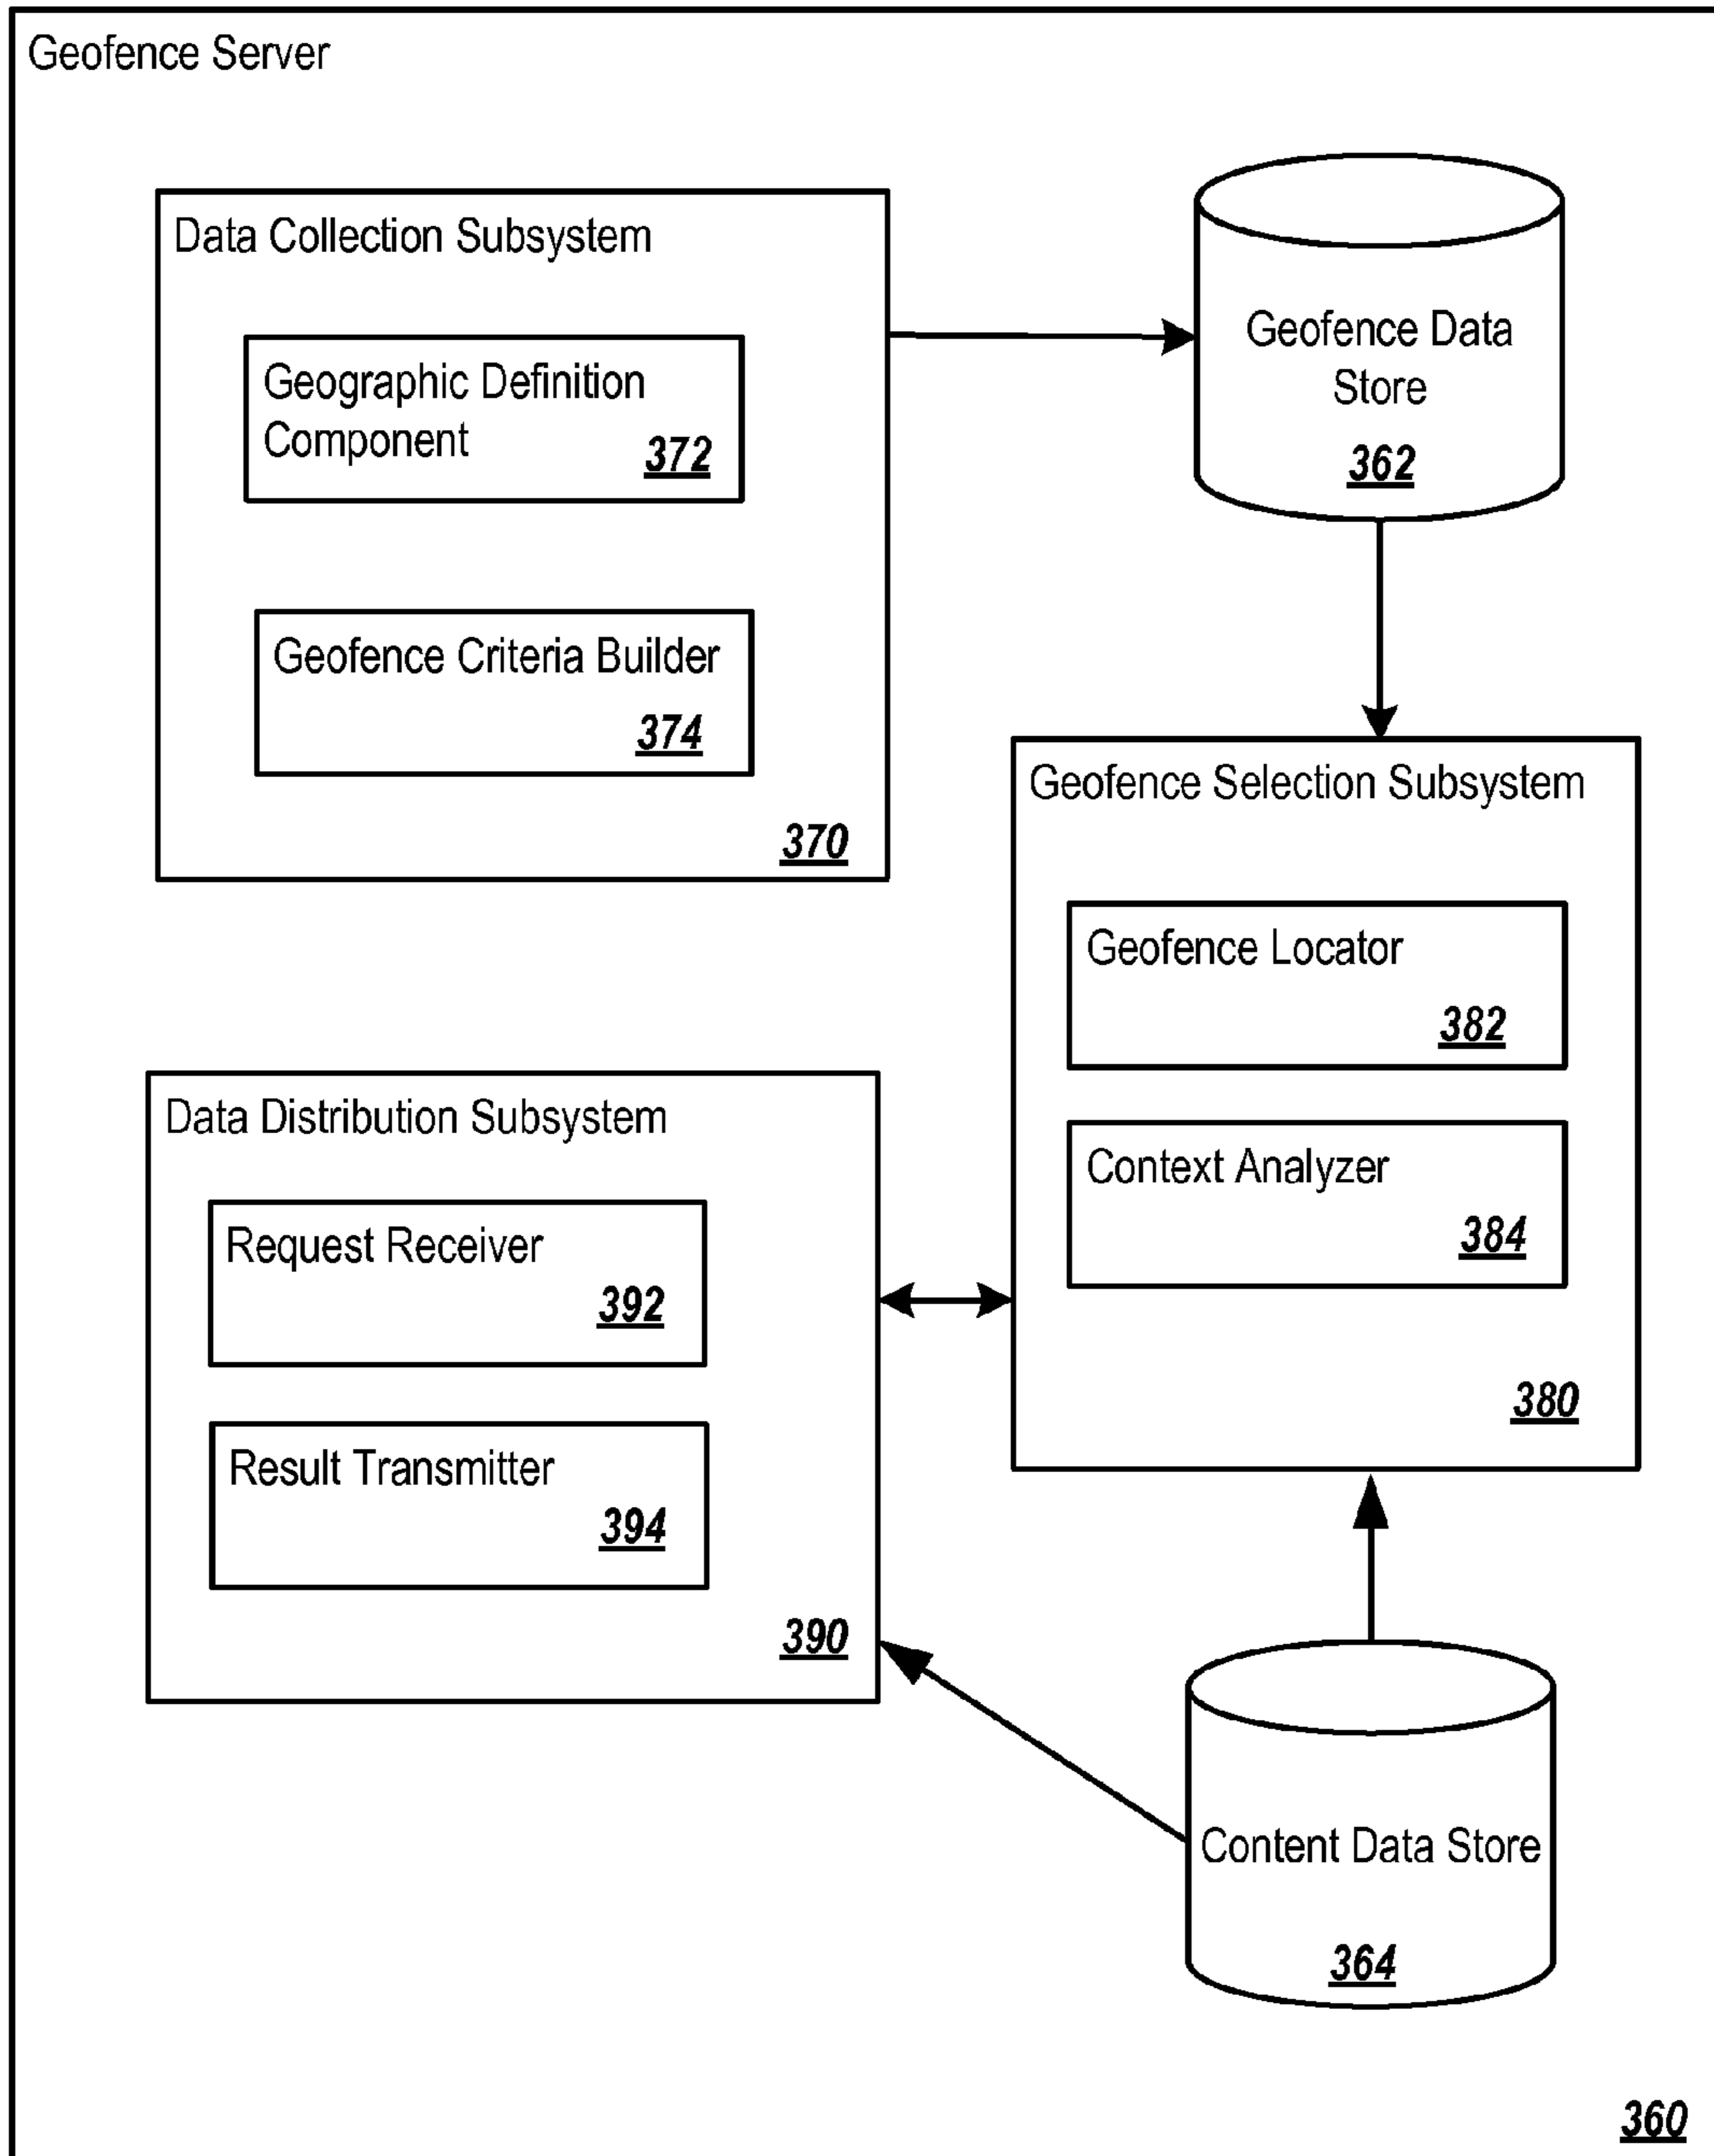 Geofence Server
Data Collection Subsystem
Geographic Definition
Component
372
Geofence Criteria Builder
374
370
Geofence Data
Store
362
Geofence Selection Subsystem
Geofence Locator
382
Context Analyzer
384
380
Data Distribution Subsystem
Request Receiver
392
Result Transmitter
394
390
Content Data Store
364
360